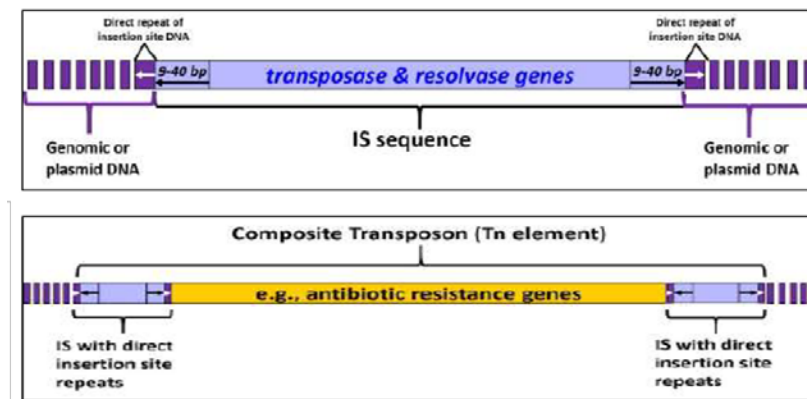 Direct repeat of
insertion site DNA
Direct repeat of
insertion site DNA
9-40 bp
transposase & resolvase genes
9-40 bp
IS sequence
Genomic or
plasmid DNA
Genomic or
plasmid DNA
Composite Transposon (Tn element)
e.g., antibiotic resistance genes
IS with direct
insertion site
repeats
IS with direct
insertion site
repeats